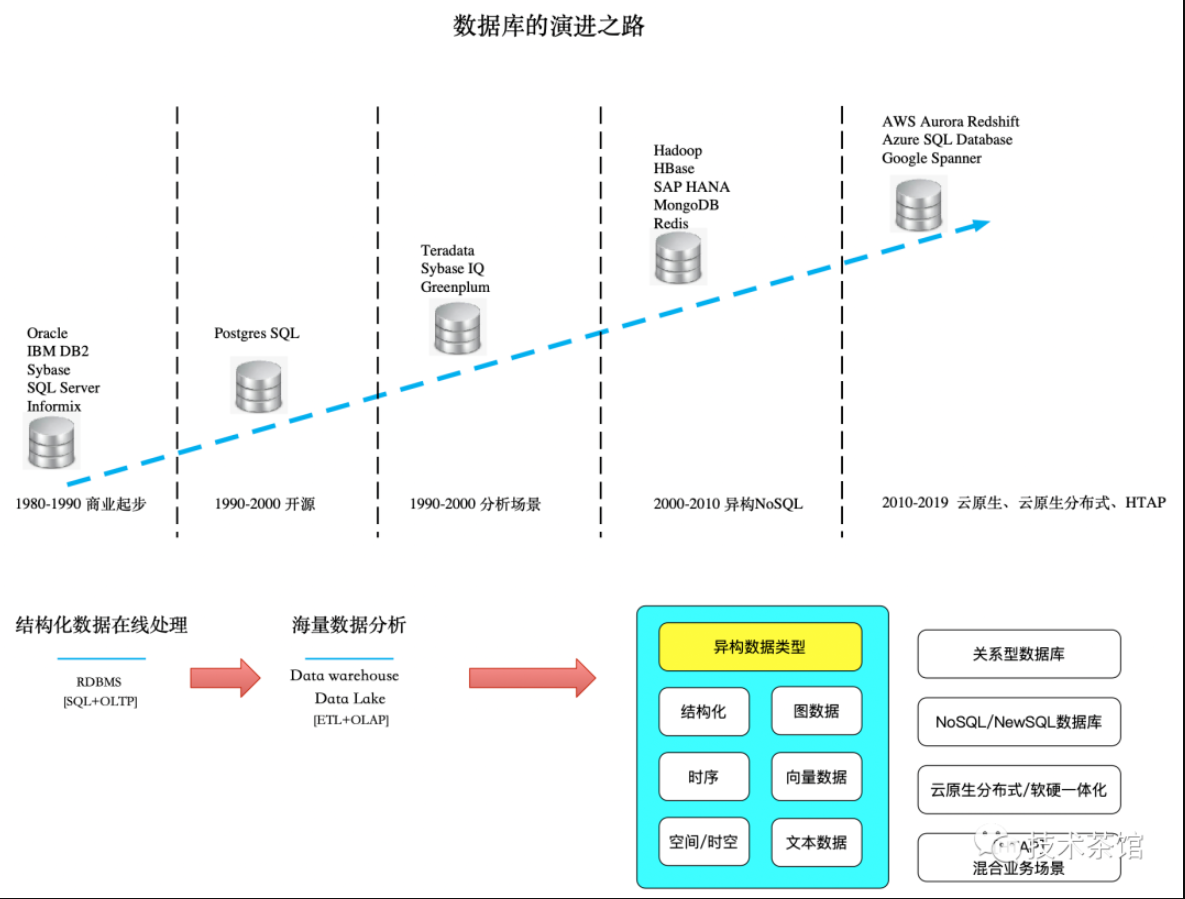 数据库的演进之路
Oracle
IBM DB2
Sybase
SQL Server
Informix
1980-1990 商业起步
Postgres SQL
1990-2000 开源
Teradata
Sybase IQ
Greenplum
1990-2000 分析场景
Hadoop
HBase
SAP HANA
MongoDB
Redis
2000-2010 异构NoSQL
AWS Aurora Redshift
Azure SQL Database
Google Spanner
2010-2019 云原生、云原生分布式、HTAP
结构化数据在线处理
RDBMS
[SQL+OLTP]
海量数据分析
Data warehouse
Data Lake
[ETL+OLAP]
异构数据类型
结构化
图数据
时序
向量数据
空间/时空
文本数据
关系型数据库
NoSQL/NewSQL数据库
云原生分布式/软硬一体化
混合业务场景
技术茶馆